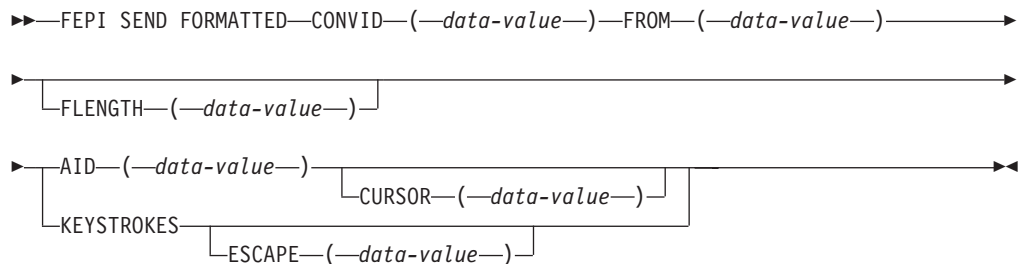 FEPI SEND FORMATTED CONVID ( data-value ) FROM ( data-value )
FLENGTH ( data-value )
AID ( data-value )
CURSOR ( data-value )
KEYSTROKES
ESCAPE ( data-value )